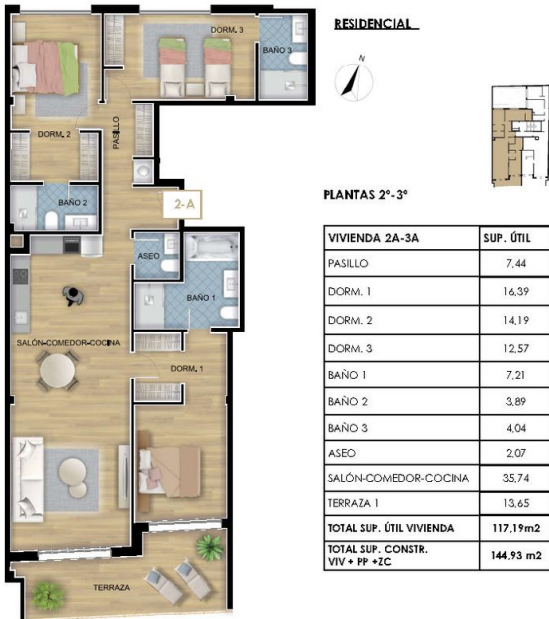 DORM. 3
BAÑO 3
DORM. 2
PASILLO
BAÑO 2
2-A
ASEO
BAÑO 1
SALÓN-COMEDOR-COCINA
DORM. 1
TERRAZA
RESIDENCIAL
N
PLANTAS 2º-3º
VIVIENDA 2A-3A SUP. ÚTIL
PASILLO 7,44
DORM. 1 16,39
DORM. 2 14,19
DORM. 3 12,57
BAÑO 1 7,21
BAÑO 2 3,89
BAÑO 3 4,04
ASEO 2,07
SALÓN-COMEDOR-COCINA 35,74
TERRAZA 1 13,65
TOTAL SUP. ÚTIL VIVIENDA 117,19m2
TOTAL SUP. CONSTR.
VIV + PP +ZC 144,93 m2